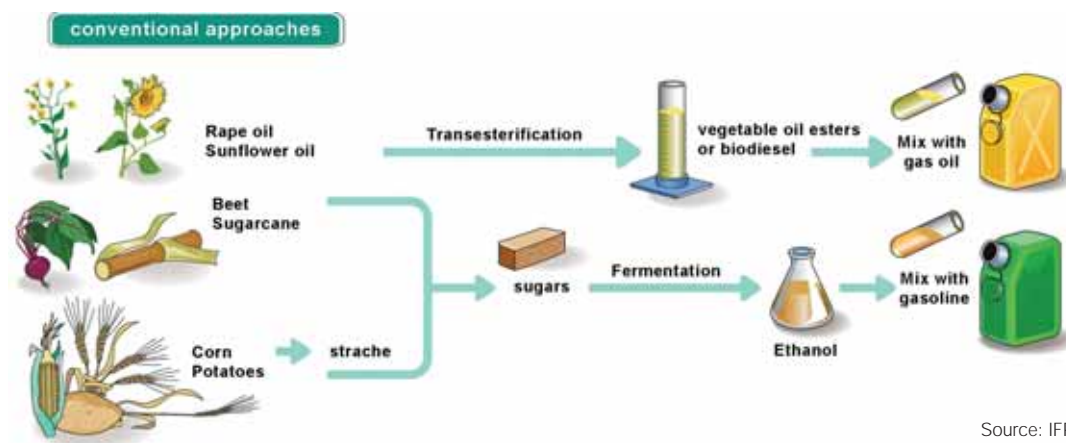 conventional approaches
Rape oil
Sunflower oil
Transesterification
vegetable oil esters
or biodiesel
Mix with
gas oil
Beet
Sugarcane
sugars
Fermentation
Ethanol
Mix with
gasoline
Corn
Potatoes
strache
Source: